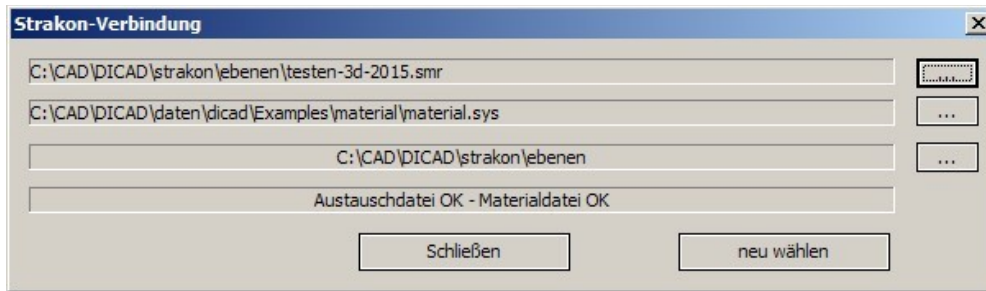 Strakon-Verbindung
C:\CAD\DICAD\strakon\ebenen\testen-3d-2015.smr
...
C:\CAD\DICAD\daten\dicad\Examples\material\material.sys
...
C:\CAD\DICAD\strakon\ebenen
...
Austauschdatei OK - Materialdatei OK
Schließen neu wählen